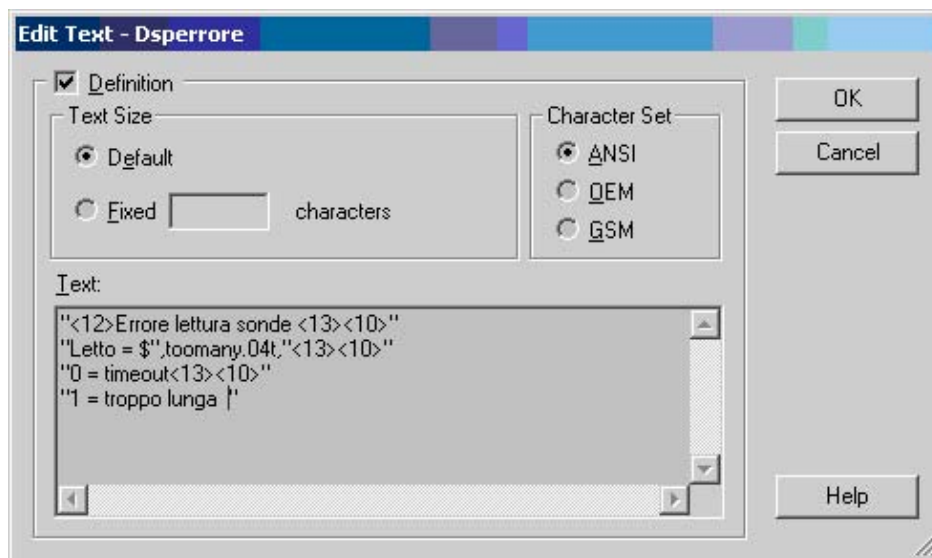 Edit Text - Dsperrore
Definition
Text Size
Default
Fixed
characters
Character Set
ANSI
OEM
GSM
OK
Cancel
Text:
"<12>Errore lettura sonde <13><10>"
"Letto = $",toomany.04t,"<13><10>"
"0 = timeout<13><10>"
"1 = troppo lunga "
Help